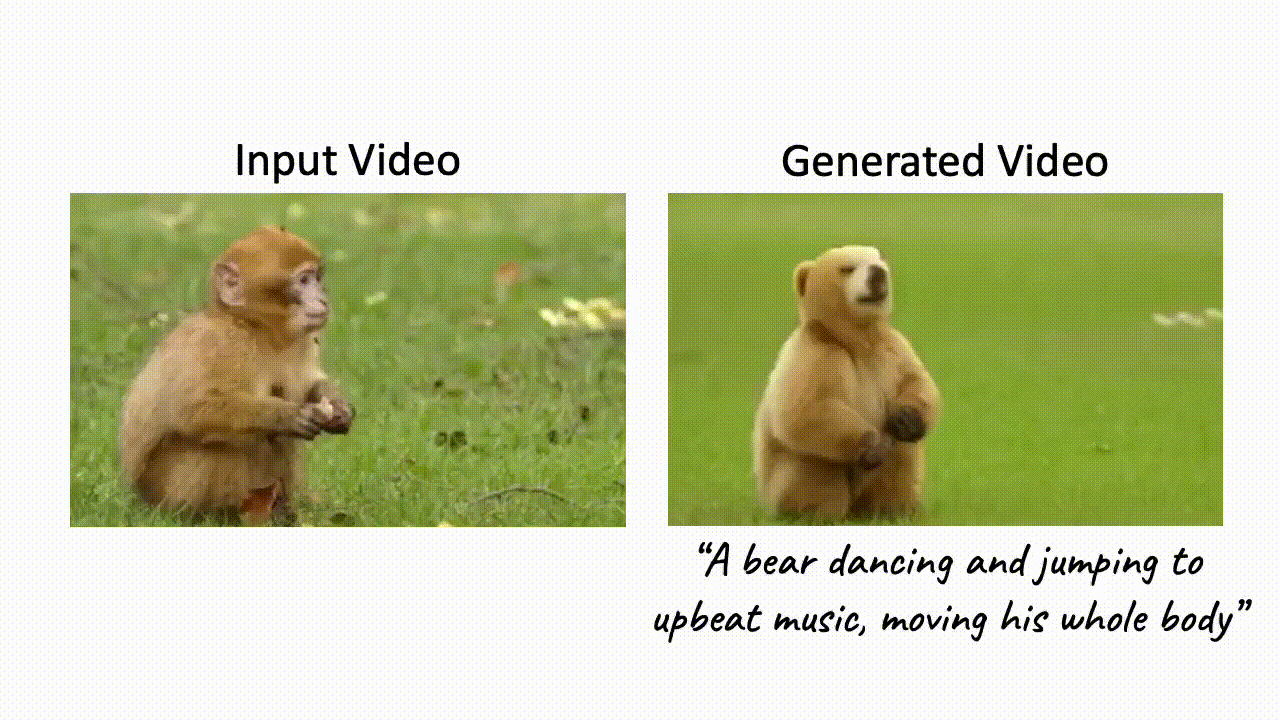 Input Video
Generated Video
“A bear dancing and jumping to
upbeat music, moving his whole body”